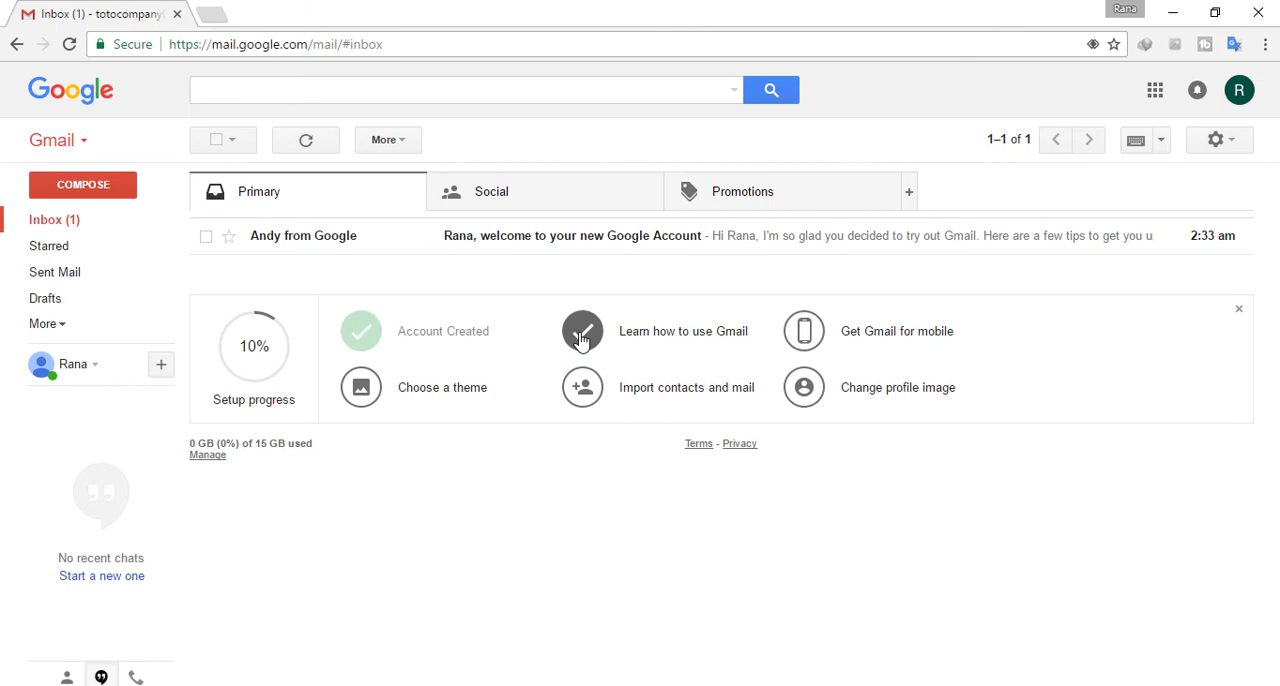 Inbox (1) - totocompany
Rana
Secure
https://mail.google.com/mail/#inbox
Google
R
Gmail
More
1–1 of 1
COMPOSE
Primary
Social
Promotions
+
Inbox (1)
Andy from Google
Rana, welcome to your new Google Account - Hi Rana, I'm so glad you decided to try out Gmail. Here are a few tips to get you u
2:33 am
Starred
Sent Mail
Drafts
More
Rana
+
10%
Setup progress
Account Created
Learn how to use Gmail
Get Gmail for mobile
Choose a theme
Import contacts and mail
Change profile image
0 GB (0%) of 15 GB used
Manage
Terms - Privacy
No recent chats
Start a new one